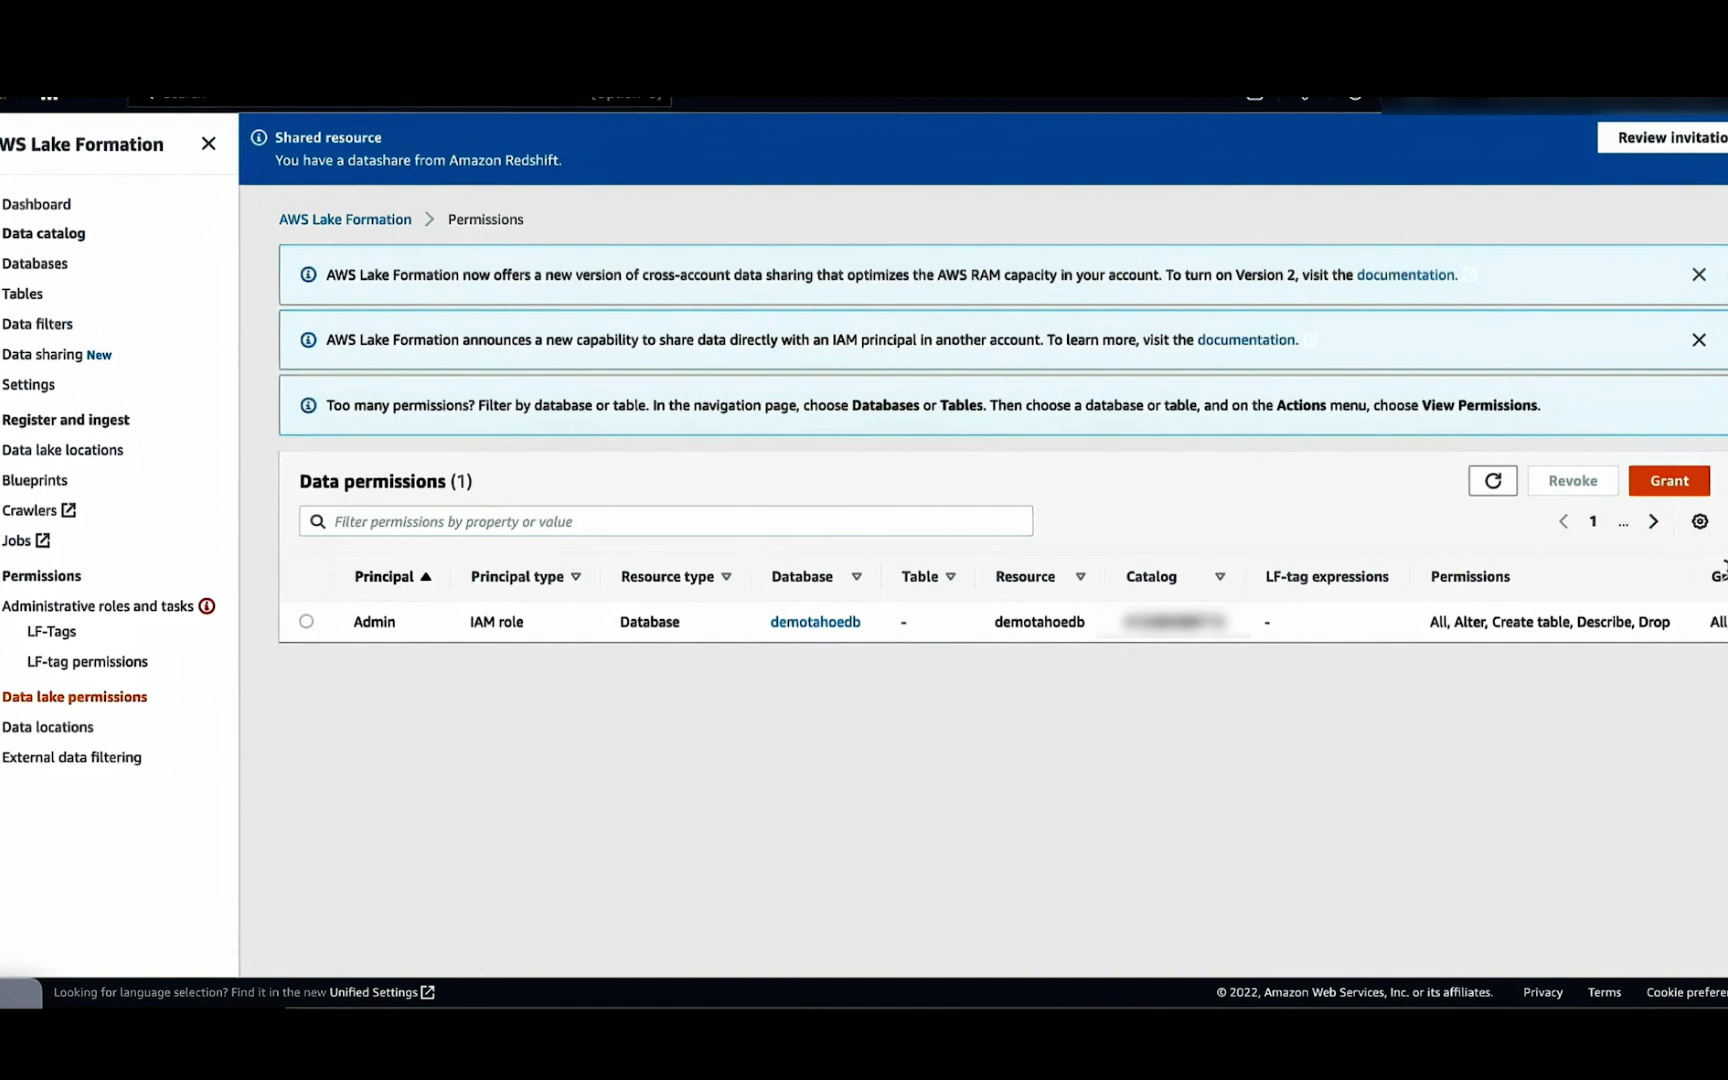 WS Lake Formation
Dashboard
Data catalog
Databases
Tables
Data filters
Data sharing New
Settings
Register and ingest
Data lake locations
Blueprints
Crawlers
Jobs
Permissions
Administrative roles and tasks
LF-Tags
LF-tag permissions
Data lake permissions
Data locations
External data filtering
Shared resource
You have a datashare from Amazon Redshift.
Review invitatio
AWS Lake Formation > Permissions
AWS Lake Formation now offers a new version of cross-account data sharing that optimizes the AWS RAM capacity in your account. To turn on Version 2, visit the documentation.
AWS Lake Formation announces a new capability to share data directly with an IAM principal in another account. To learn more, visit the documentation.
Too many permissions? Filter by database or table. In the navigation page, choose Databases or Tables. Then choose a database or table, and on the Actions menu, choose View Permissions.
Data permissions (1)
Revoke
Grant
Filter permissions by property or value
1 ...
Principal Principal type Resource type Database Table Resource Catalog LF-tag expressions Permissions
Admin IAM role Database demotahoedb - demotahoedb - All, Alter, Create table, Describe, Drop All
Looking for language selection? Find it in the new Unified Settings
© 2022, Amazon Web Services, Inc. or its affiliates. Privacy Terms Cookie prefere